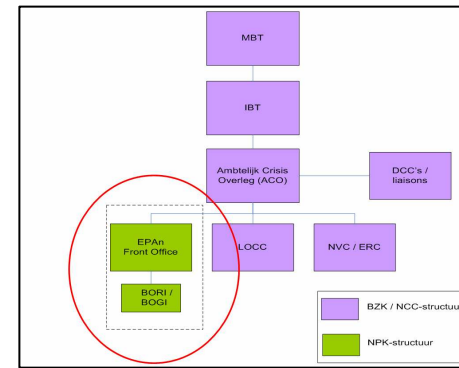 MBT
IBT
Ambtelijk Crisis
Overleg (ACO)
DCC's /
liaisons
EPAn
Front Office
LOCC
NVC / ERC
BORI /
BOGI
BZK / NCC-structuur
NPK-structuur